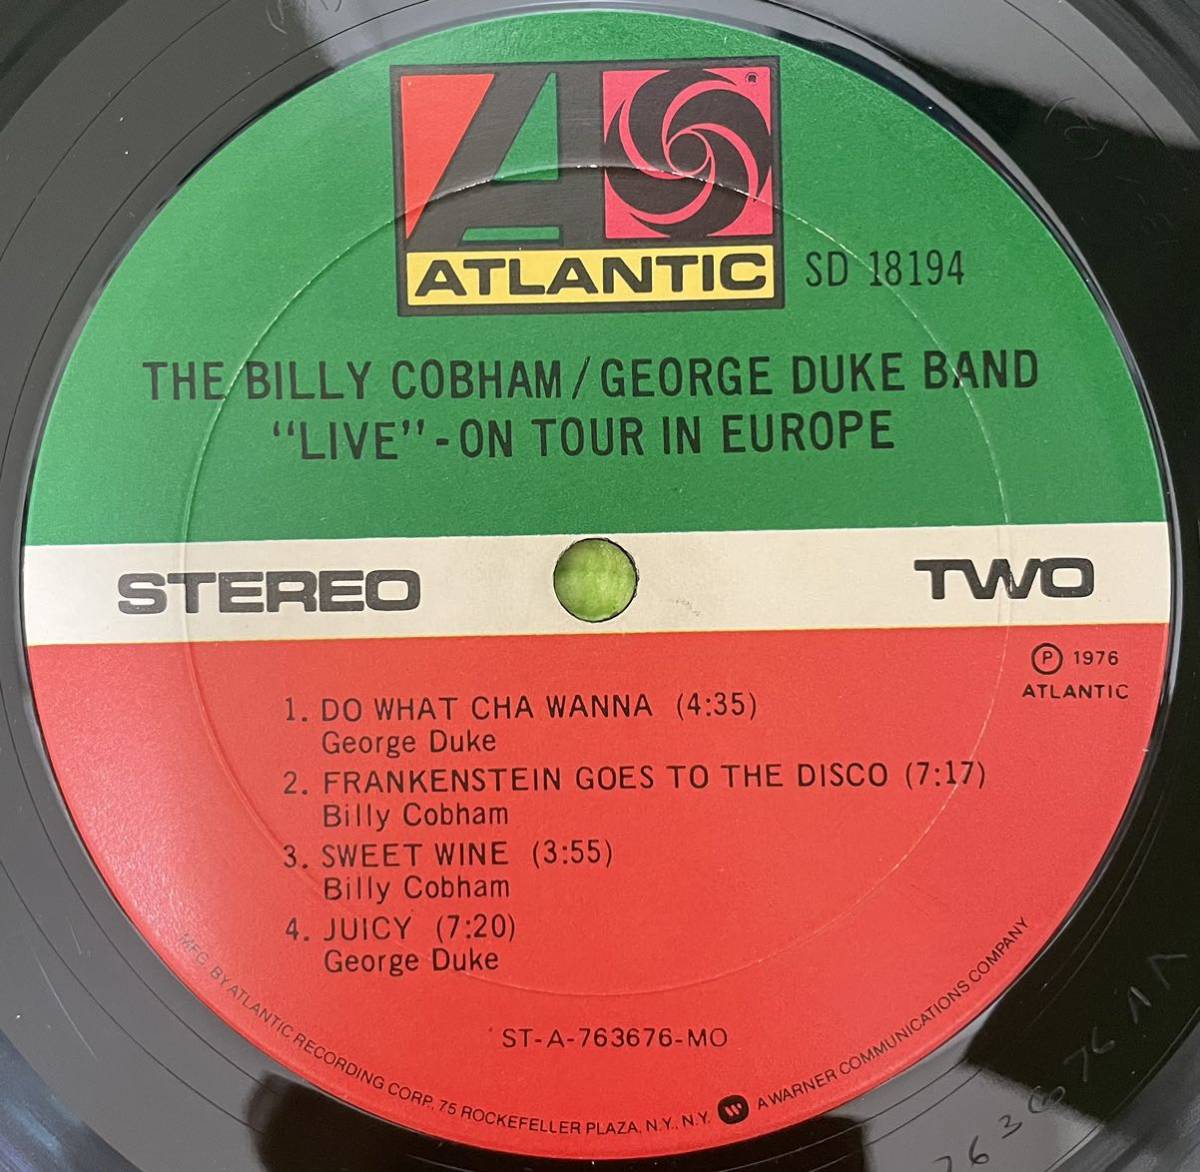 ATLANTIC
®
SD 18194
THE BILLY COBHAM/GEORGE DUKE BAND
"LIVE"-ON TOUR IN EUROPE
STEREO
TWO
Ⓟ 1976
ATLANTIC
1. DO WHAT CHA WANNA (4:35)
George Duke
2. FRANKENSTEIN GOES TO THE DISCO (7:17)
Billy Cobham
3. SWEET WINE (3:55)
Billy Cobham
4. JUICY (7:20)
George Duke
ST-A-763676-MO
MFG. BY ATLANTIC RECORDING CORP., 75 ROCKEFELLER PLAZA, N.Y., N.Y. A WARNER COMMUNICATIONS COMPANY